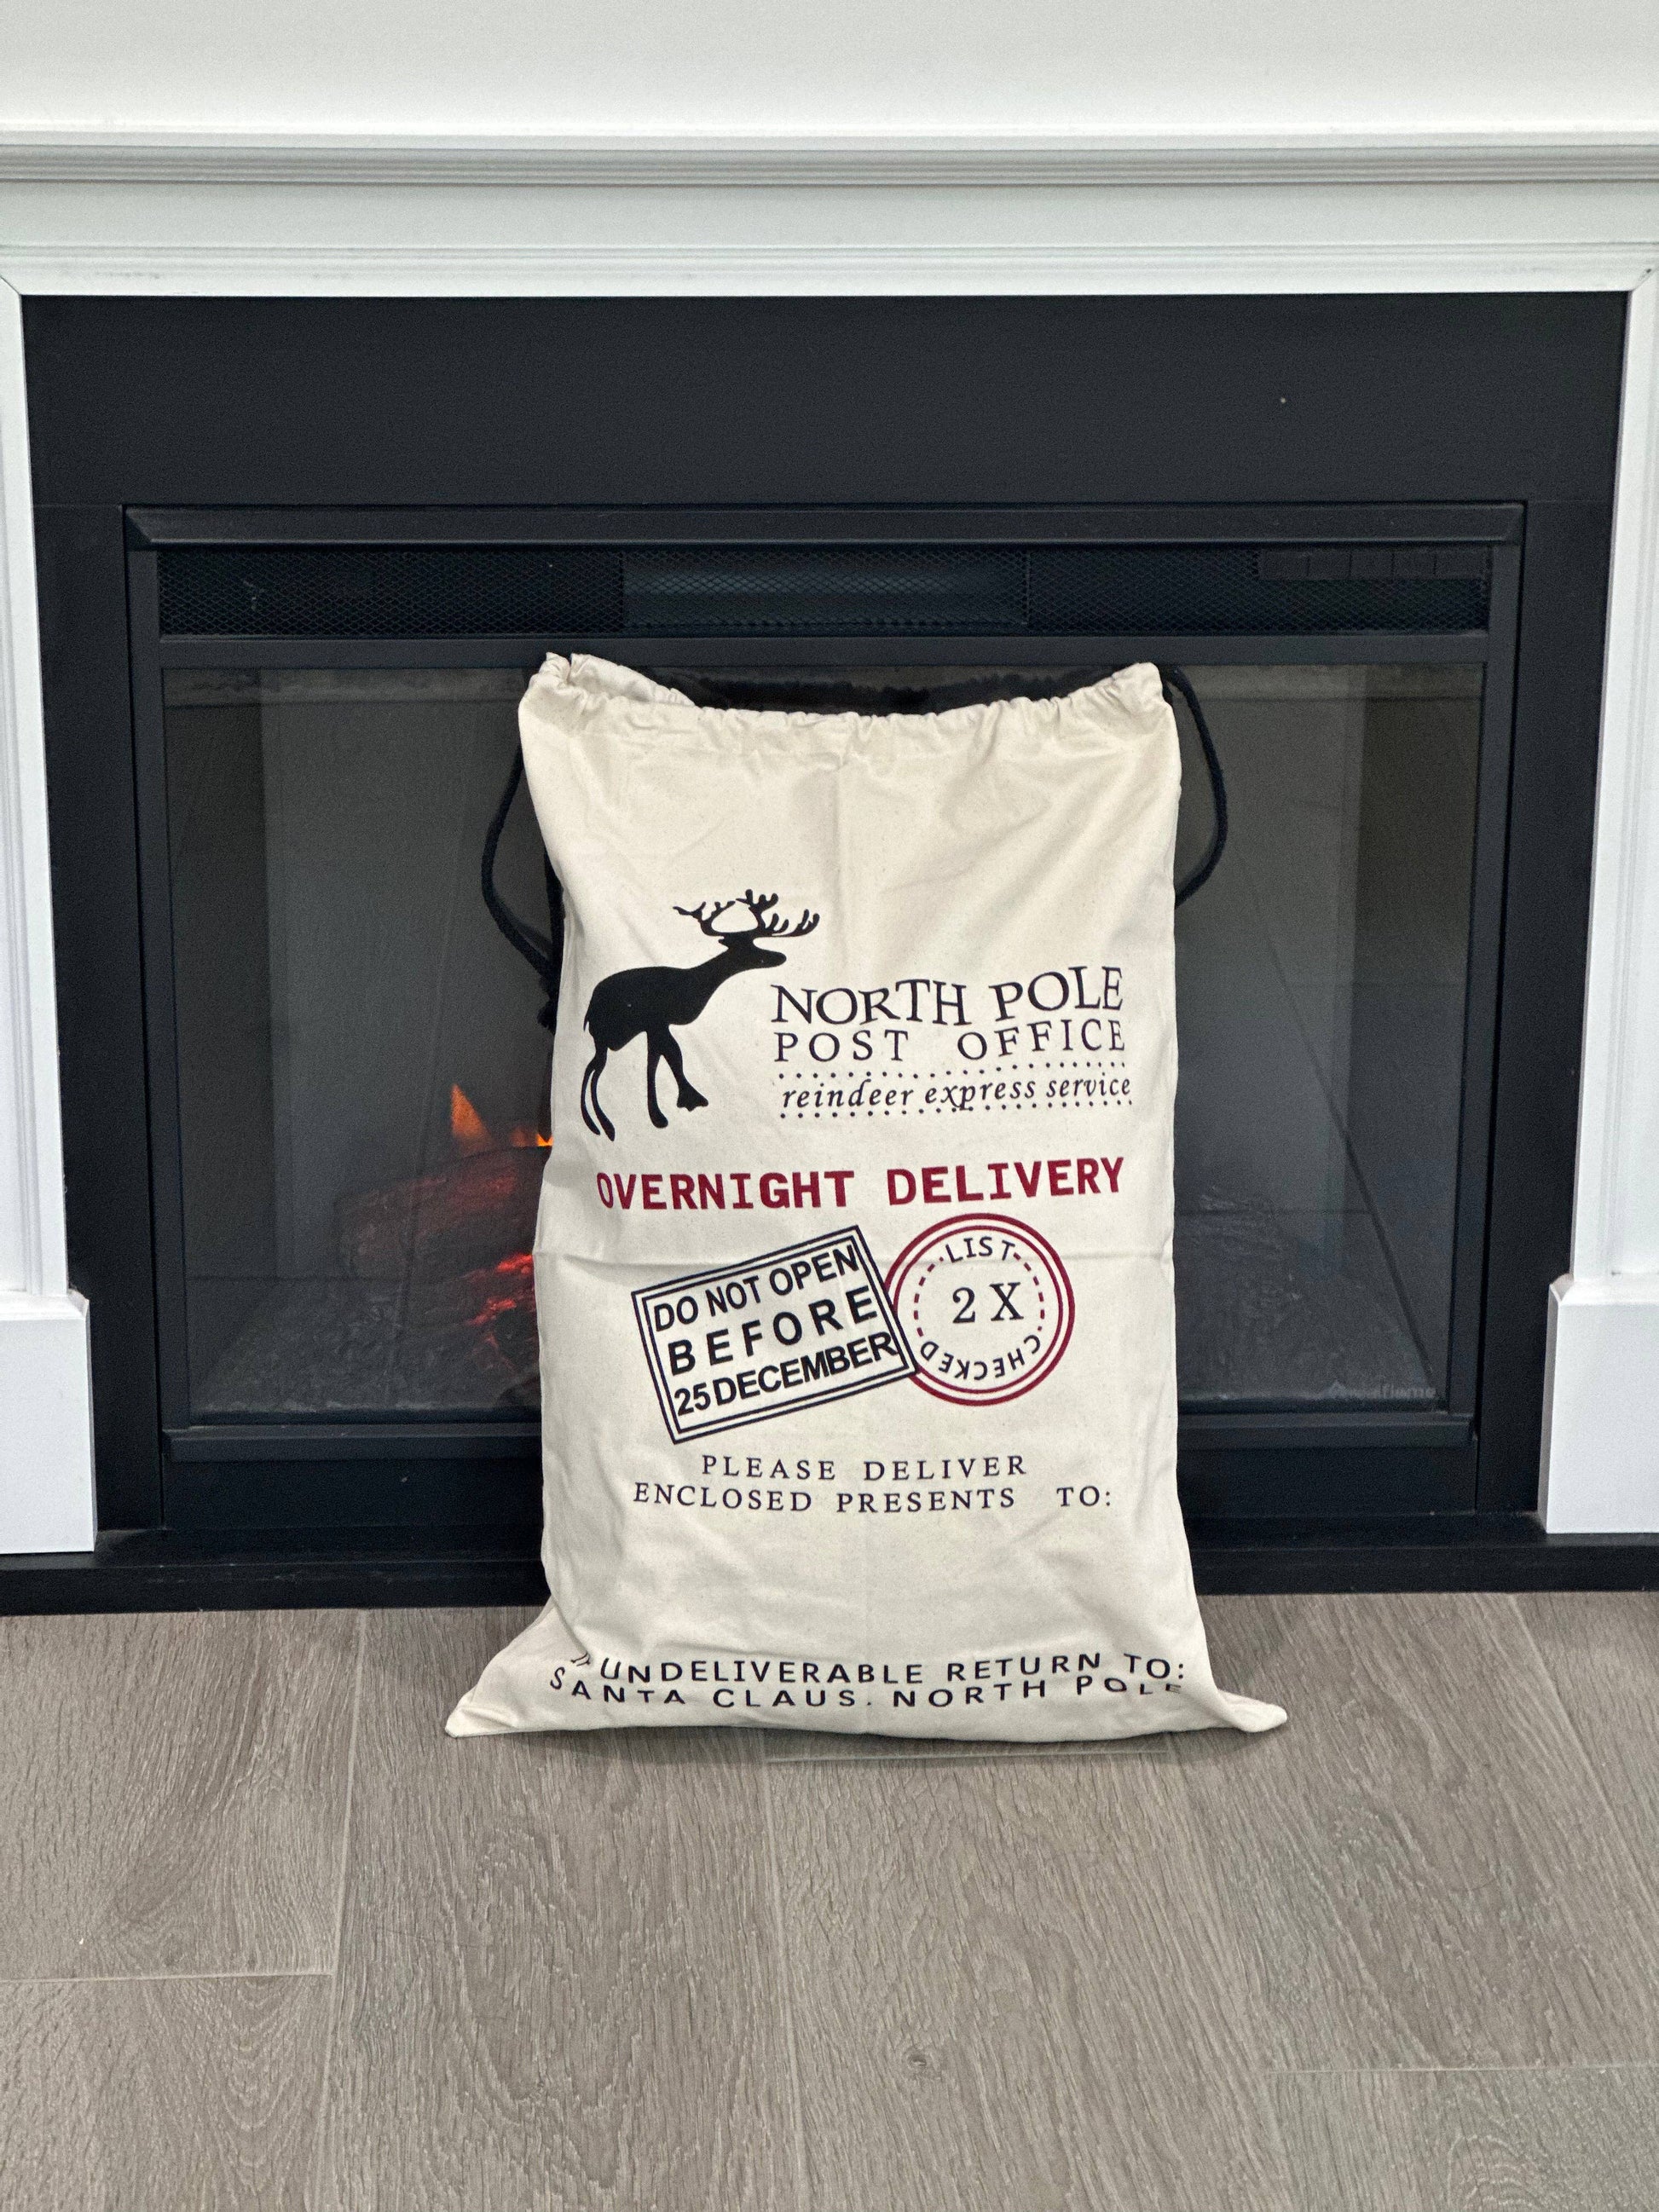 NORTH POLE
POST OFFICE
reindeer express service
OVERNIGHT DELIVERY
DO NOT OPEN
BEFORE
25 DECEMBER
LIST
2 X
CHECKED
PLEASE DELIVER
ENCLOSED PRESENTS TO:
UNDELIVERABLE RETURN TO:
SANTA CLAUS. NORTH POLE